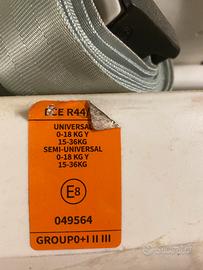 ECE R44/
UNIVERSAL
0-18 KG Y
15-36KG
SEMI-UNIVERSAL
0-18 KG Y
15-36KG
E8
049564
GROUP0+I II III
subito